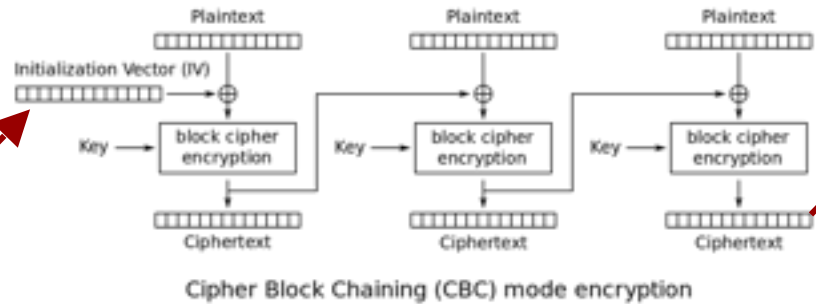 Plaintext Plaintext Plaintext
Initialization Vector (IV)
Key block cipher encryption Key block cipher encryption Key block cipher encryption
Ciphertext Ciphertext Ciphertext
Cipher Block Chaining (CBC) mode encryption